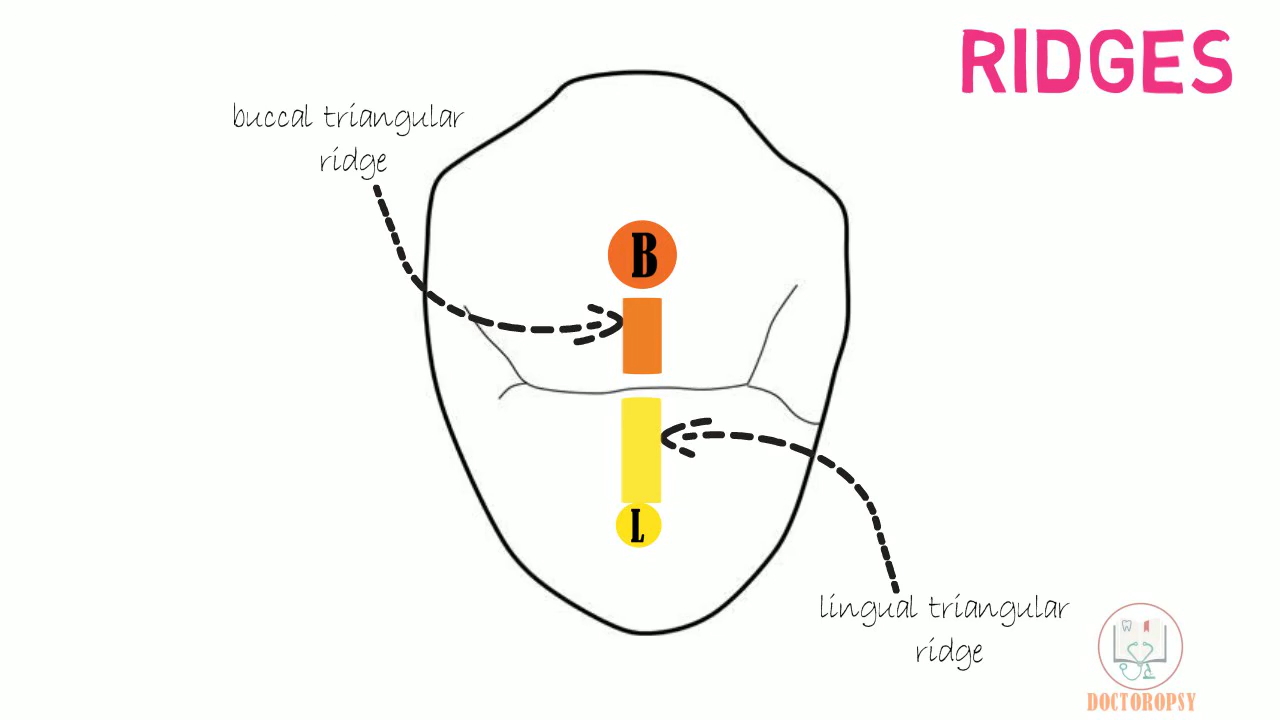 RIDGES
buccal triangular
ridge
B
L
lingual triangular
ridge
DOCTOROPSY